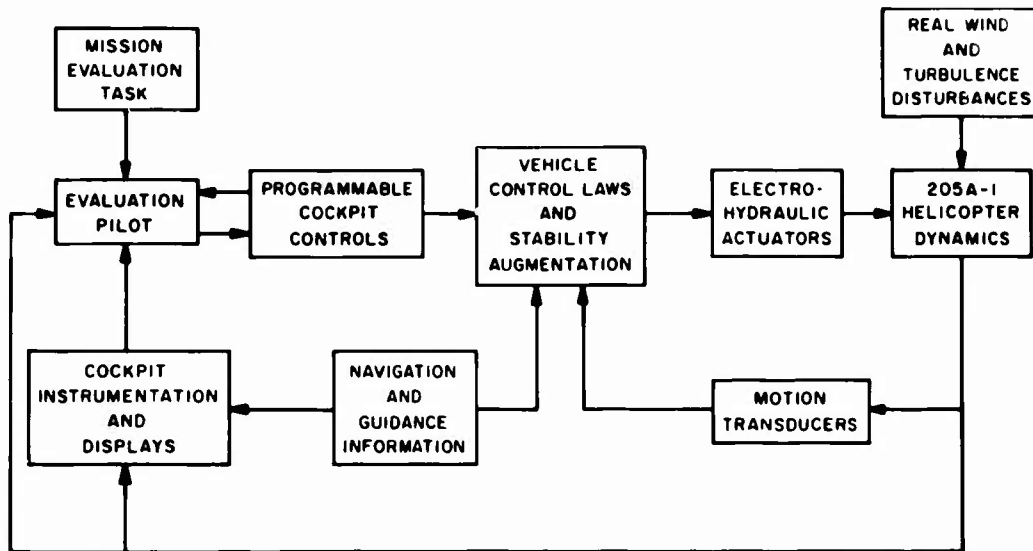 MISSION
EVALUATION
TASK
REAL WIND
AND
TURBULENCE
DISTURBANCES
EVALUATION
PILOT
PROGRAMMABLE
COCKPIT
CONTROLS
VEHICLE
CONTROL LAWS
AND
STABILITY
AUGMENTATION
ELECTRO-
HYDRAULIC
ACTUATORS
205A-1
HELICOPTER
DYNAMICS
COCKPIT
INSTRUMENTATION
AND
DISPLAYS
NAVIGATION
AND
GUIDANCE
INFORMATION
MOTION
TRANSDUCERS